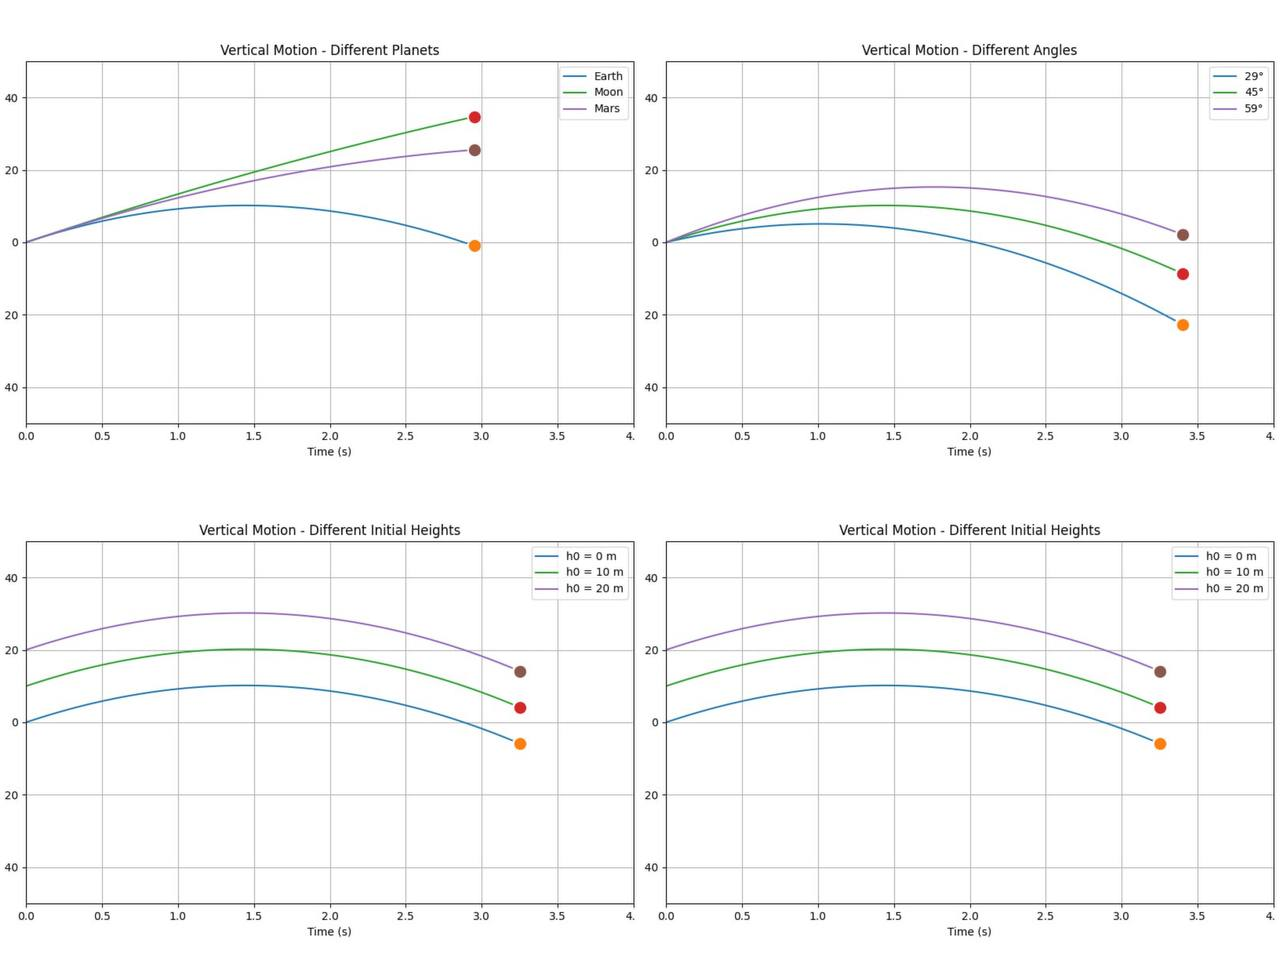 Vertical Motion - Different Planets
Earth
Moon
Mars
40
20
0
20
40
0.0 0.5 1.0 1.5 2.0 2.5 3.0 3.5 4.
Time (s)
Vertical Motion - Different Angles
29°
45°
59°
40
20
0
20
40
0.0 0.5 1.0 1.5 2.0 2.5 3.0 3.5 4.
Time (s)
Vertical Motion - Different Initial Heights
h0 = 0 m
h0 = 10 m
h0 = 20 m
40
20
0
20
40
0.0 0.5 1.0 1.5 2.0 2.5 3.0 3.5 4.
Time (s)
Vertical Motion - Different Initial Heights
h0 = 0 m
h0 = 10 m
h0 = 20 m
40
20
0
20
40
0.0 0.5 1.0 1.5 2.0 2.5 3.0 3.5 4.
Time (s)